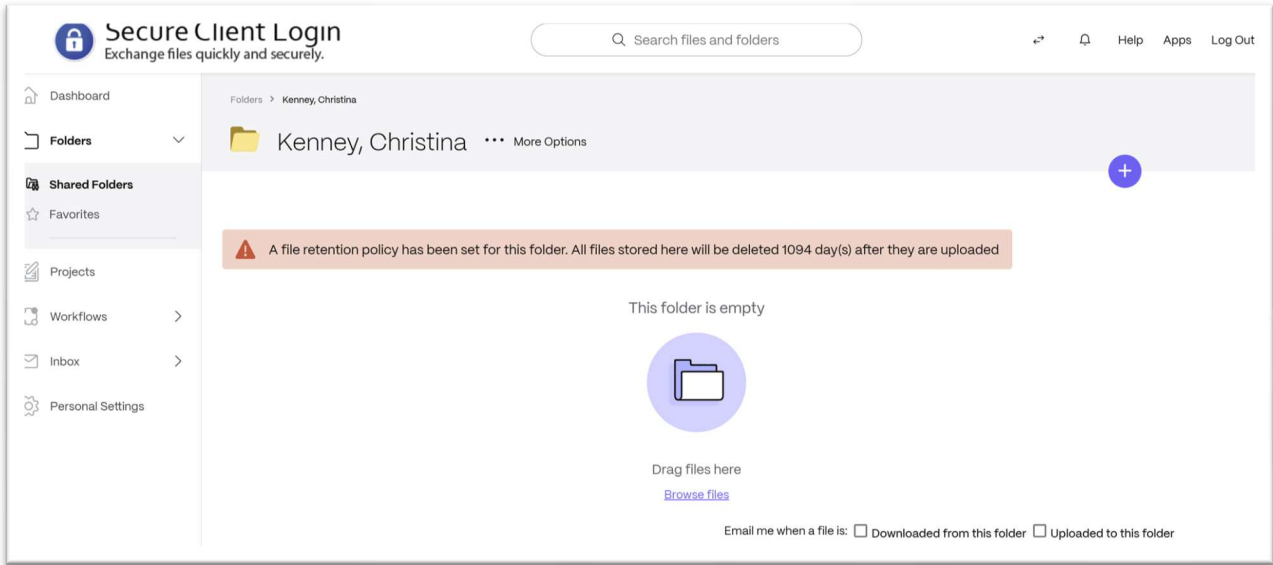 Secure Client Login
Exchange files quickly and securely.
Search files and folders
Help Apps Log Out
Dashboard
Folders
Shared Folders
Favorites
Projects
Workflows
Inbox
Personal Settings
Folders > Kenney, Christina
Kenney, Christina ••• More Options
+
A file retention policy has been set for this folder. All files stored here will be deleted 1094 day(s) after they are uploaded
This folder is empty
Drag files here
Browse files
Email me when a file is: Downloaded from this folder Uploaded to this folder